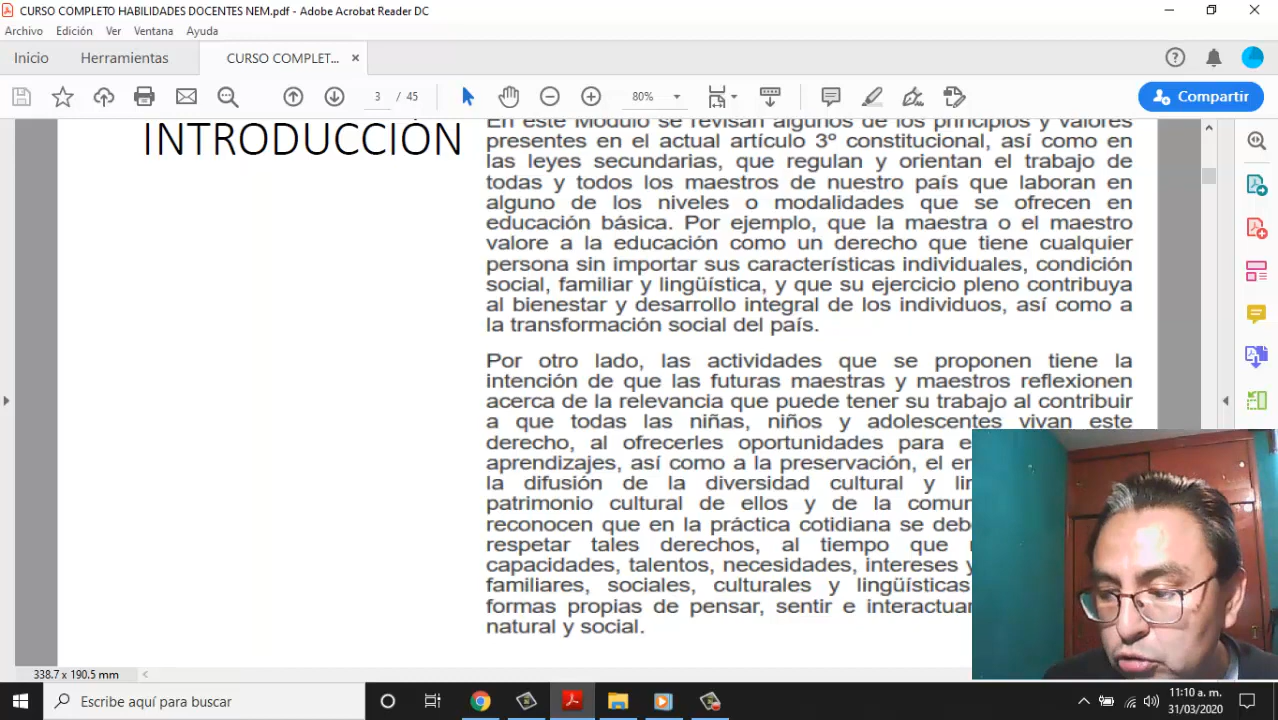 CURSO COMPLETO HABILIDADES DOCENTES NEM.pdf - Adobe Acrobat Reader DC
Archivo Edición Ver Ventana Ayuda
Inicio Herramientas CURSO COMPLET...
3 / 45 80% Compartir
INTRODUCCIÓN
En este Módulo se revisan algunos de los principios y valores
presentes en el actual artículo 3º constitucional, así como en
las leyes secundarias, que regulan y orientan el trabajo de
todas y todos los maestros de nuestro país que laboran en
alguno de los niveles o modalidades que se ofrecen en
educación básica. Por ejemplo, que la maestra o el maestro
valore a la educación como un derecho que tiene cualquier
persona sin importar sus características individuales, condición
social, familiar y lingüística, y que su ejercicio pleno contribuya
al bienestar y desarrollo integral de los individuos, así como a
la transformación social del país.
Por otro lado, las actividades que se proponen tiene la
intención de que las futuras maestras y maestros reflexionen
acerca de la relevancia que puede tener su trabajo al contribuir
a que todas las niñas, niños y adolescentes vivan este
derecho, al ofrecerles oportunidades para
aprendizajes, así como a la preservación, el
la difusión de la diversidad cultural y
patrimonio cultural de ellos y de la
reconocen que en la práctica cotidiana se
respetar tales derechos, al tiempo que
capacidades, talentos, necesidades, intereses y
familiares, sociales, culturales y lingüísticas
formas propias de pensar, sentir e
natural y social.
338.7 x 190.5 mm
Escribe aquí para buscar
11:10 a. m.
31/03/2020